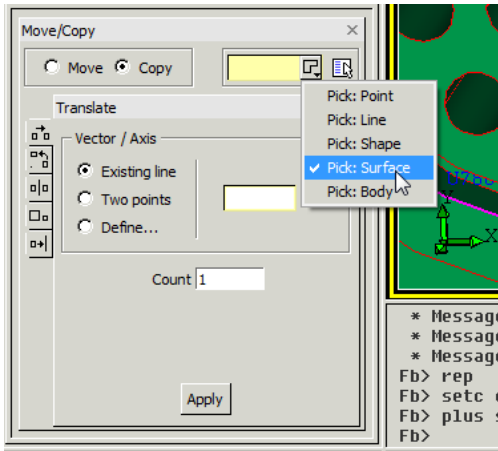 Move/Copy
Move Copy
Pick: Point
Pick: Line
Pick: Shape
Pick: Surface
Pick: Body
Translate
Vector / Axis
Existing line
Two points
Define...
Count 1
Apply
Y
X
* Message
* Message
* Message
Fb> rep
Fb> setc
Fb> plus
Fb>